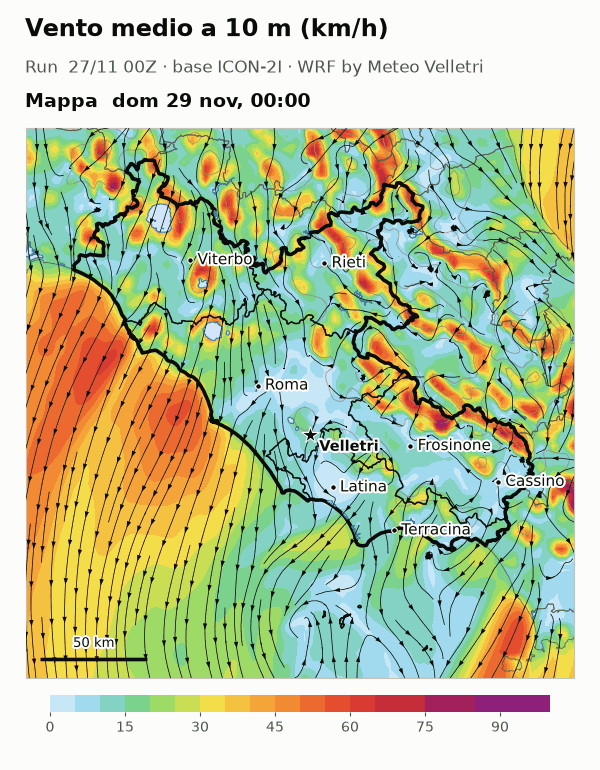 Vento medio a 10 m (km/h)
Run 27/11 00Z · base ICON-2I · WRF by Meteo Velletri
Mappa dom 29 nov, 00:00
Viterbo
Rieti
Roma
Velletri
Frosinone
Cassino
Latina
Terracina
50 km
0 15 30 45 60 75 90